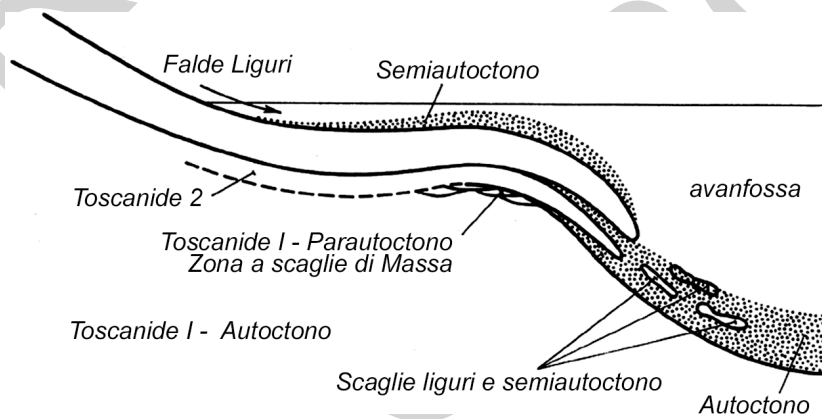 Falde Liguri
Semiautoctono
Toscanide 2
avanfossa
Toscanide I - Parautoctono
Zona a scaglie di Massa
Toscanide I - Autoctono
Scaglie liguri e semiautoctono
Autoctono